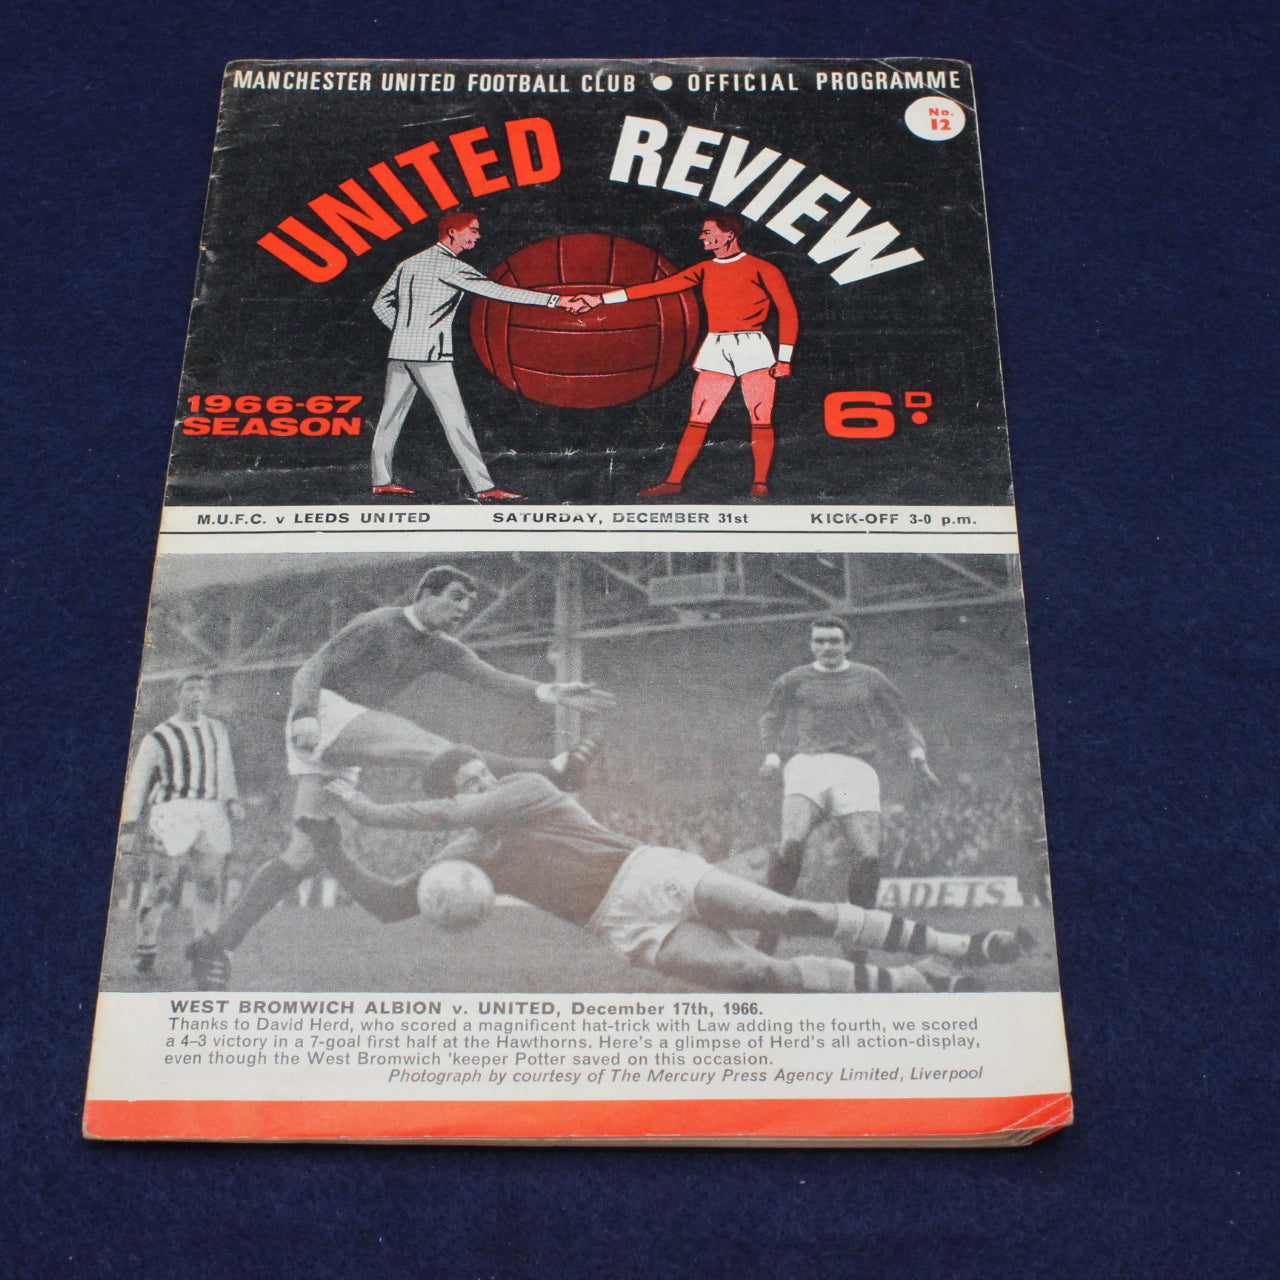 MANCHESTER UNITED FOOTBALL CLUB ● OFFICIAL PROGRAMME
No.
12
UNITED REVIEW
1966-67
SEASON
6D.
M.U.F.C. v LEEDS UNITED SATURDAY, DECEMBER 31st KICK-OFF 3-0 p.m.
ADETS
WEST BROMWICH ALBION v. UNITED, December 17th, 1966.
Thanks to David Herd, who scored a magnificent hat-trick with Law adding the fourth, we scored
a 4–3 victory in a 7-goal first half at the Hawthorns. Here's a glimpse of Herd's all action-display,
even though the West Bromwich 'keeper Potter saved on this occasion.
Photograph by courtesy of The Mercury Press Agency Limited, Liverpool